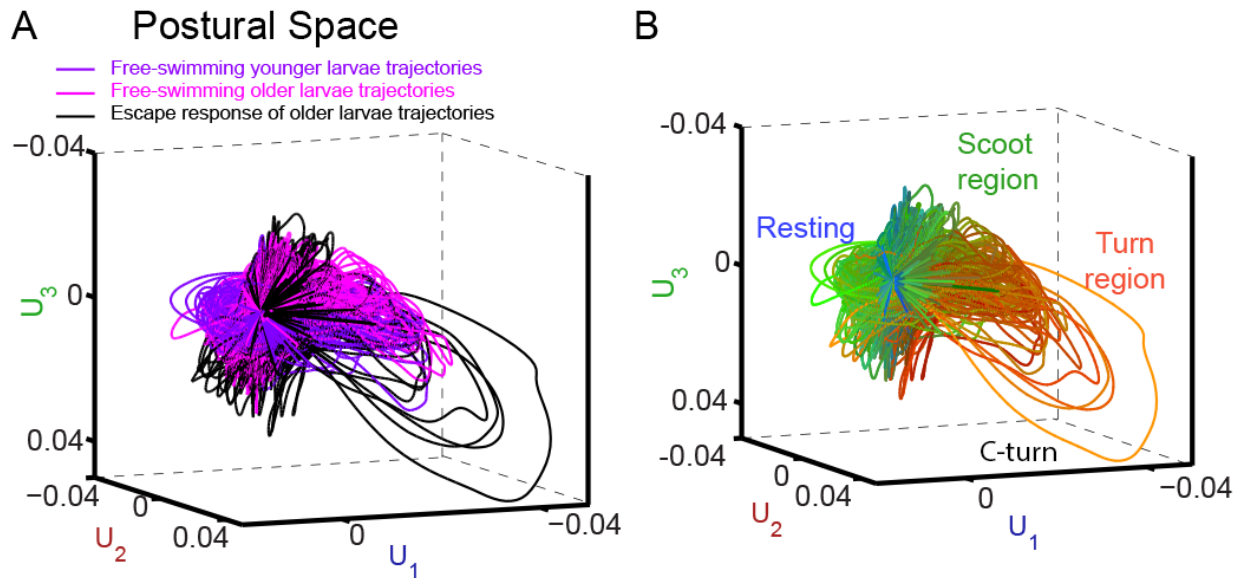 A Postural Space
Free-swimming younger larvae trajectories
Free-swimming older larvae trajectories
Escape response of older larvae trajectories
−0.04
0
0.04
U3
−0.04
0
0.04
U2
0
−0.04
U1
B
-0.04
0
0.04
U3
-0.04
0
0.04
U2
0
-0.04
U1
Scoot
region
Resting
Turn
region
C-turn